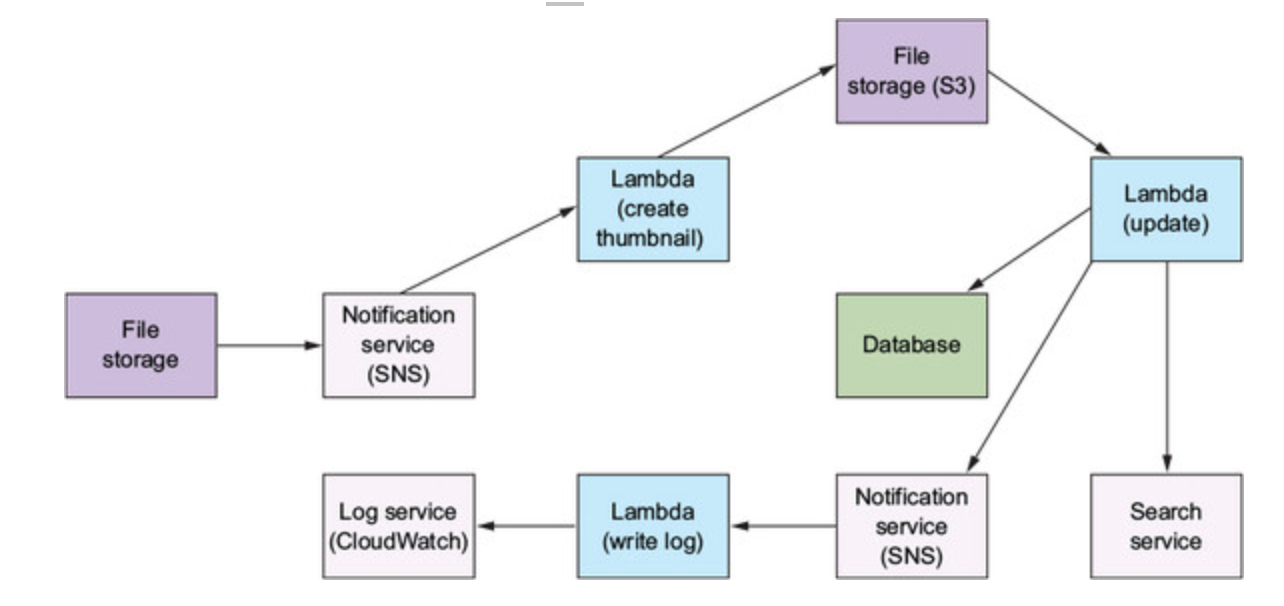 File
storage (S3)
Lambda
(create
thumbnail)
Lambda
(update)
File
storage
Notification
service
(SNS)
Database
Log service
(CloudWatch)
Lambda
(write log)
Notification
service
(SNS)
Search
service